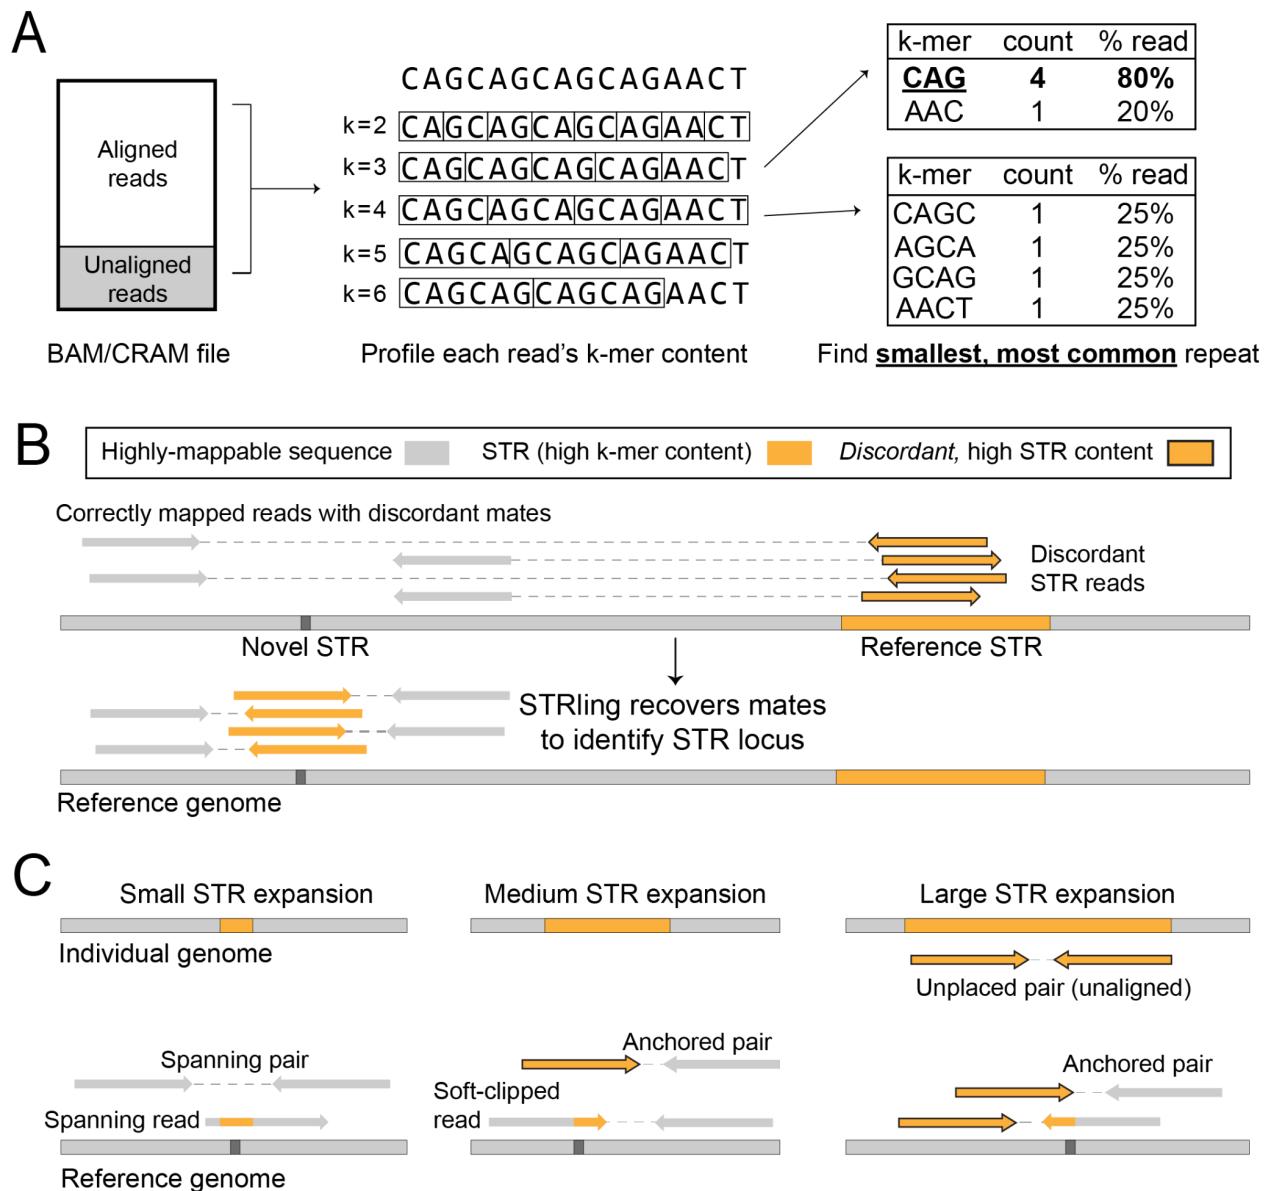 A
Aligned
reads
Unaligned
reads
BAM/CRAM file
CAGCAGCAGCAGAACT
k=2 CAGCAGCAGCAGAACT
k=3 CAGCAGCAGCAGAACT
k=4 CAGCAGCAGCAGAACT
k=5 CAGCAGCAGCAGAACT
k=6 CAGCAGCAGCAGAACT
Profile each read's k-mer content
k-mer count % read
CAG 4 80%
AAC 1 20%
k-mer count % read
CAGC 1 25%
AGCA 1 25%
GCAG 1 25%
AACT 1 25%
Find smallest, most common repeat
B
Highly-mappable sequence STR (high k-mer content) Discordant, high STR content
Correctly mapped reads with discordant mates
Discordant
STR reads
Novel STR
Reference STR
STRling recovers mates
to identify STR locus
Reference genome
C
Small STR expansion
Medium STR expansion
Large STR expansion
Individual genome
Unplaced pair (unaligned)
Spanning pair
Spanning read
Anchored pair
Soft-clipped
read
Anchored pair
Reference genome